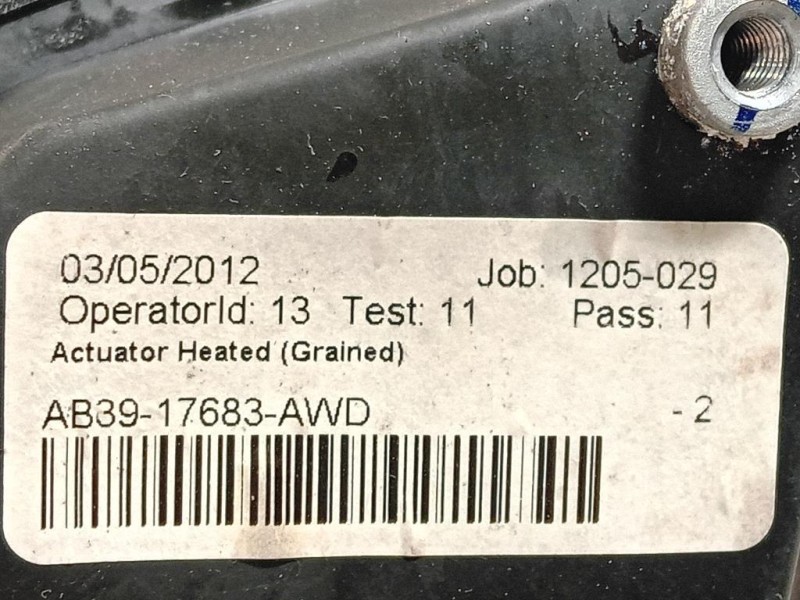 03/05/2012 Job: 1205-029
OperatorId: 13 Test: 11 Pass: 11
Actuator Heated (Grained)
AB39-17683-AWD - 2